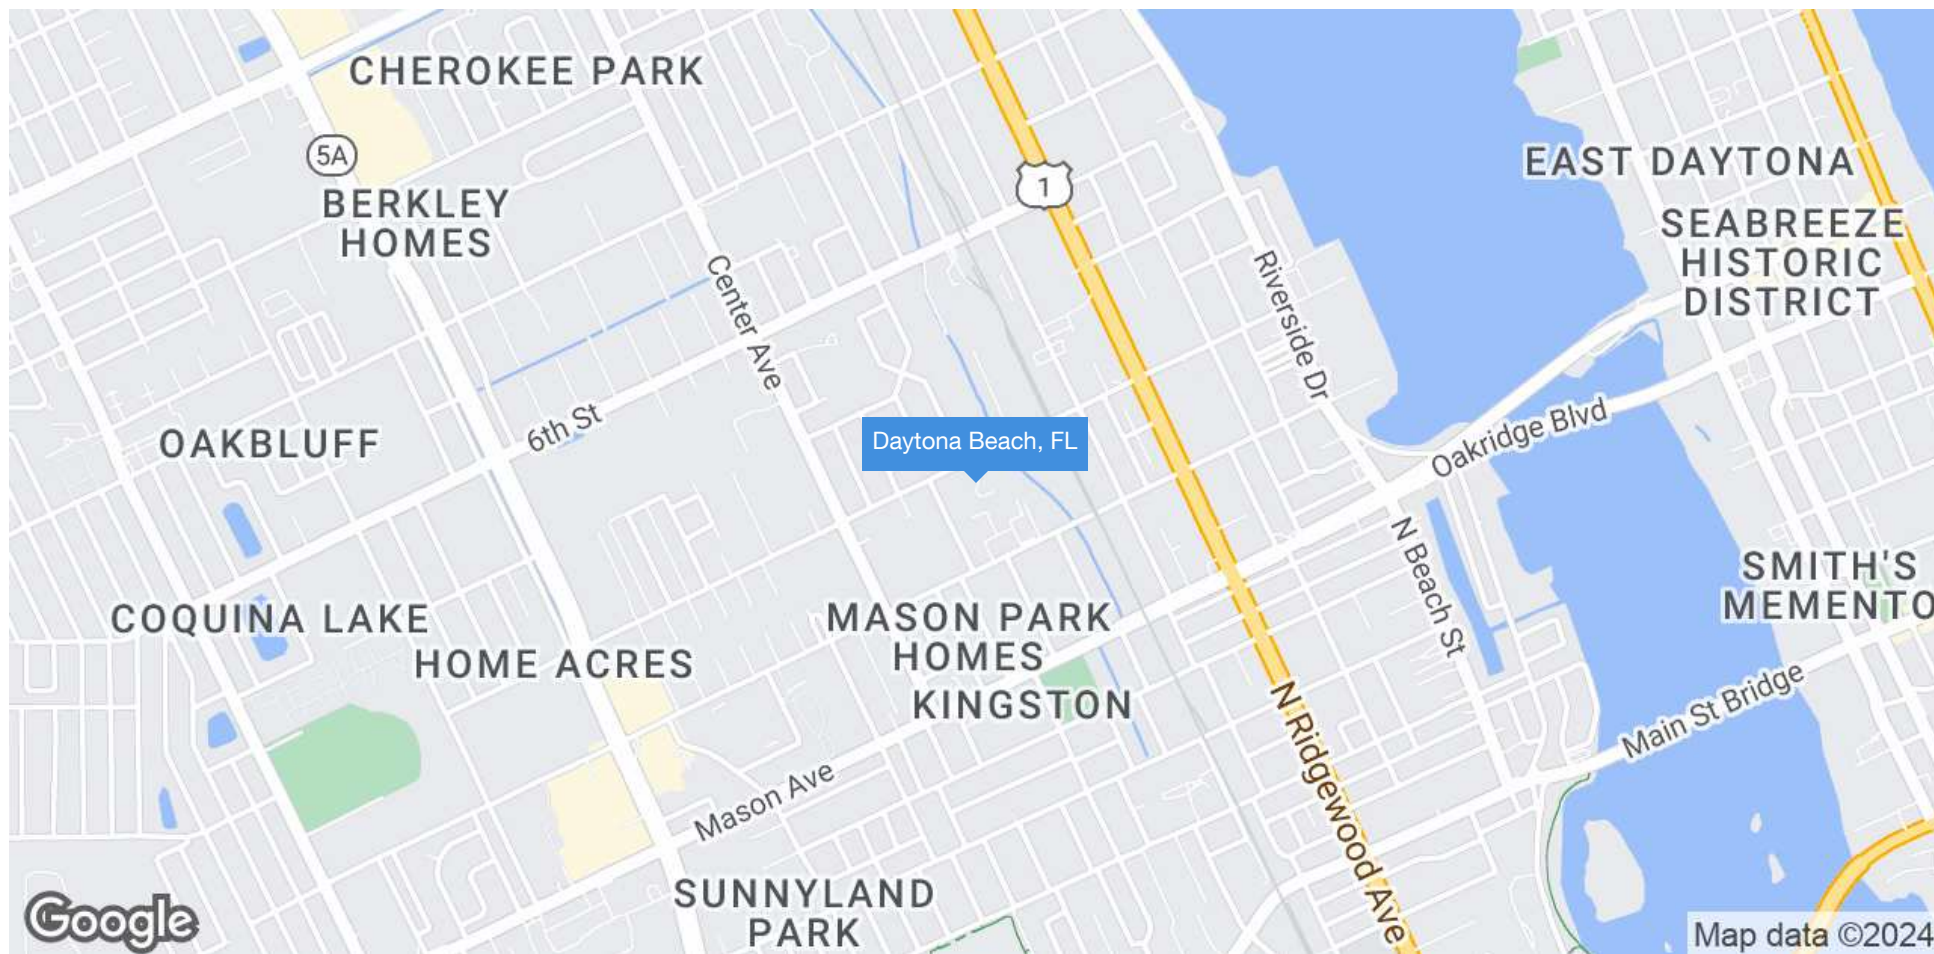 CHEROKEE PARK
5A
BERKLEY
HOMES
1
EAST DAYTONA
SEABREEZE
HISTORIC
DISTRICT
Center Ave
Riverside Dr
6th St
OAKBLUFF
Daytona Beach, FL
Oakridge Blvd
N Beach St
SMITH'S
MEMENTO
COQUINA LAKE
HOME ACRES
MASON PARK
HOMES
KINGSTON
Main St Bridge
N Ridgewood Ave
Mason Ave
SUNNYLAND
PARK
Google
Map data ©2024